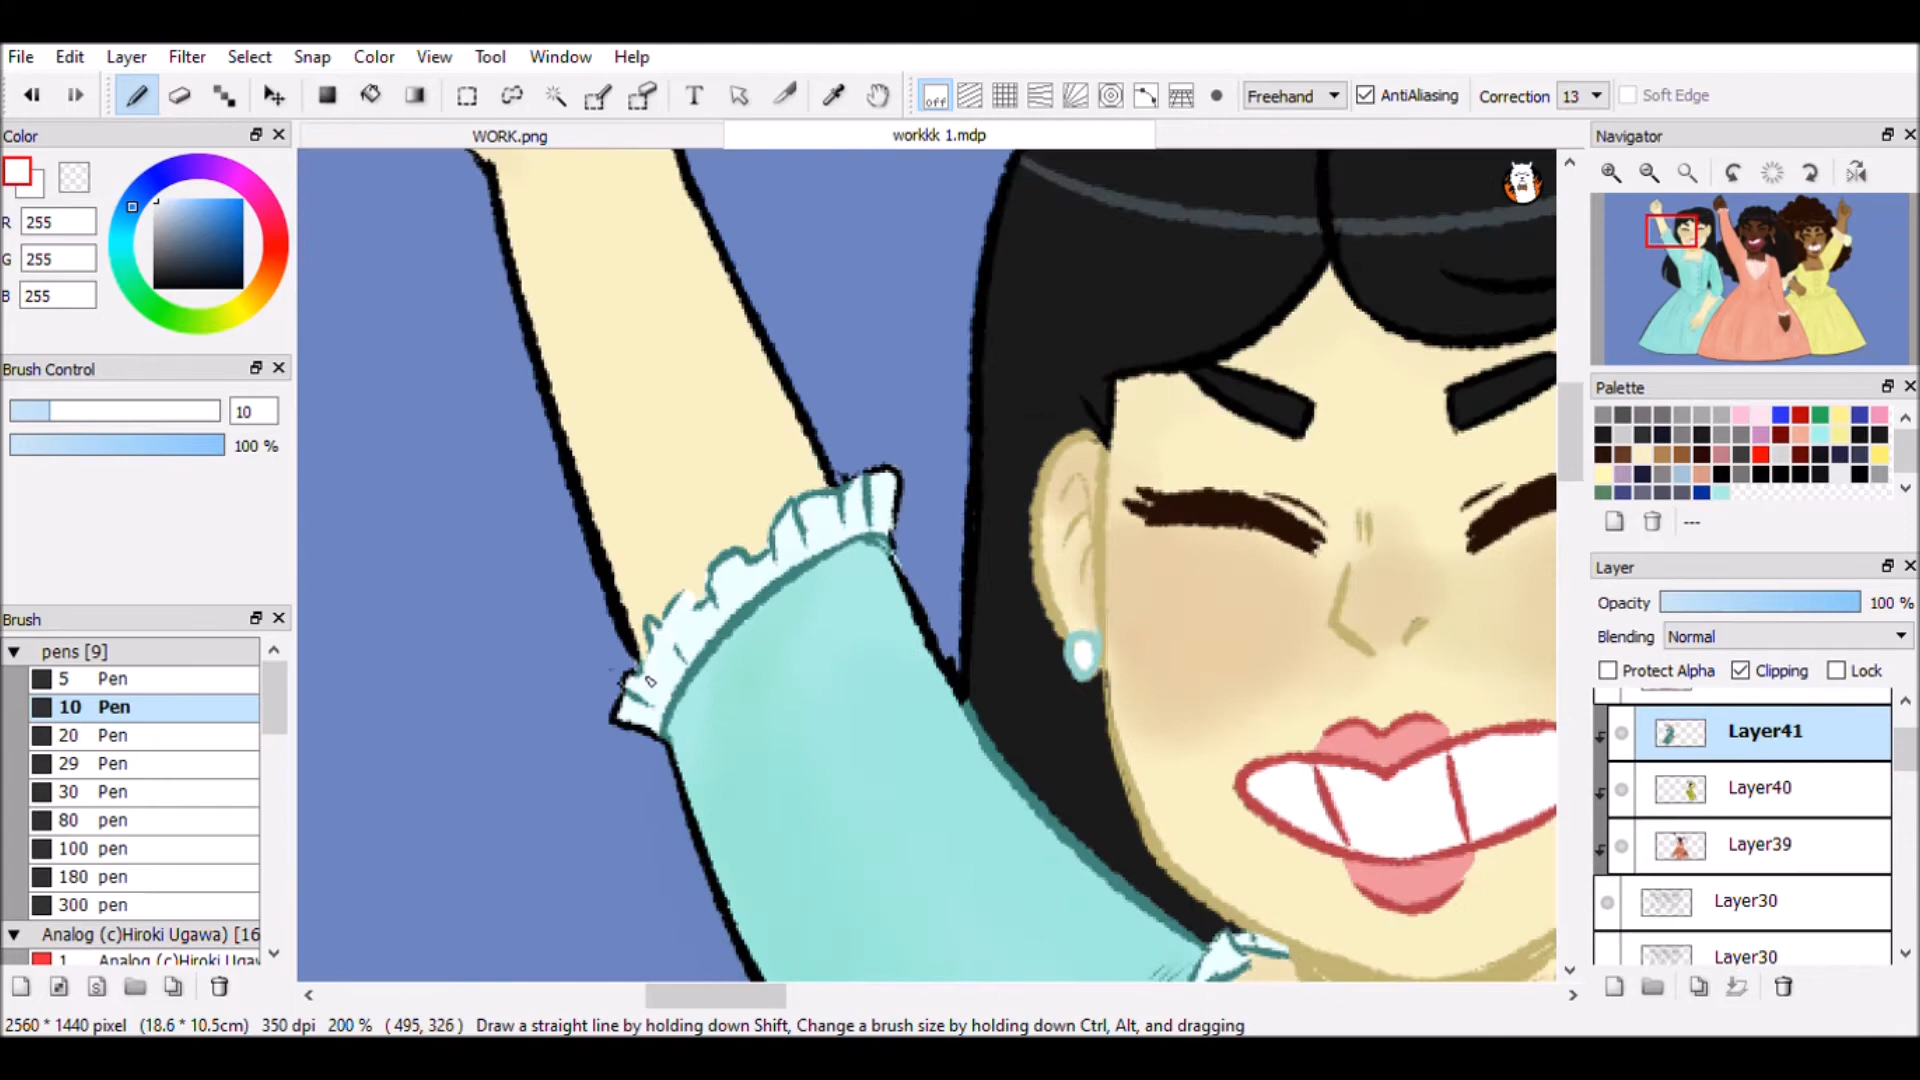 File Edit Layer Filter Select Snap Color View Tool Window Help
T off Freehand AntiAliasing Correction 13 Soft Edge
Color
WORK.png
workkk 1.mdp
Navigator
R 255
G 255
B 255
Brush Control
10
100 %
Palette
---
Brush
pens [9]
5 Pen
10 Pen
20 Pen
29 Pen
30 Pen
80 pen
100 pen
180 pen
300 pen
Analog (c)Hiroki Ugawa) [16
1 Analog (c)Hiroki Ugaw
Layer
Opacity 100 %
Blending Normal
Protect Alpha Clipping Lock
Layer41
Layer40
Layer39
Layer30
Layer30
2560 * 1440 pixel (18.6 * 10.5cm) 350 dpi 200 % ( 495, 326 ) Draw a straight line by holding down Shift, Change a brush size by holding down Ctrl, Alt, and dragging